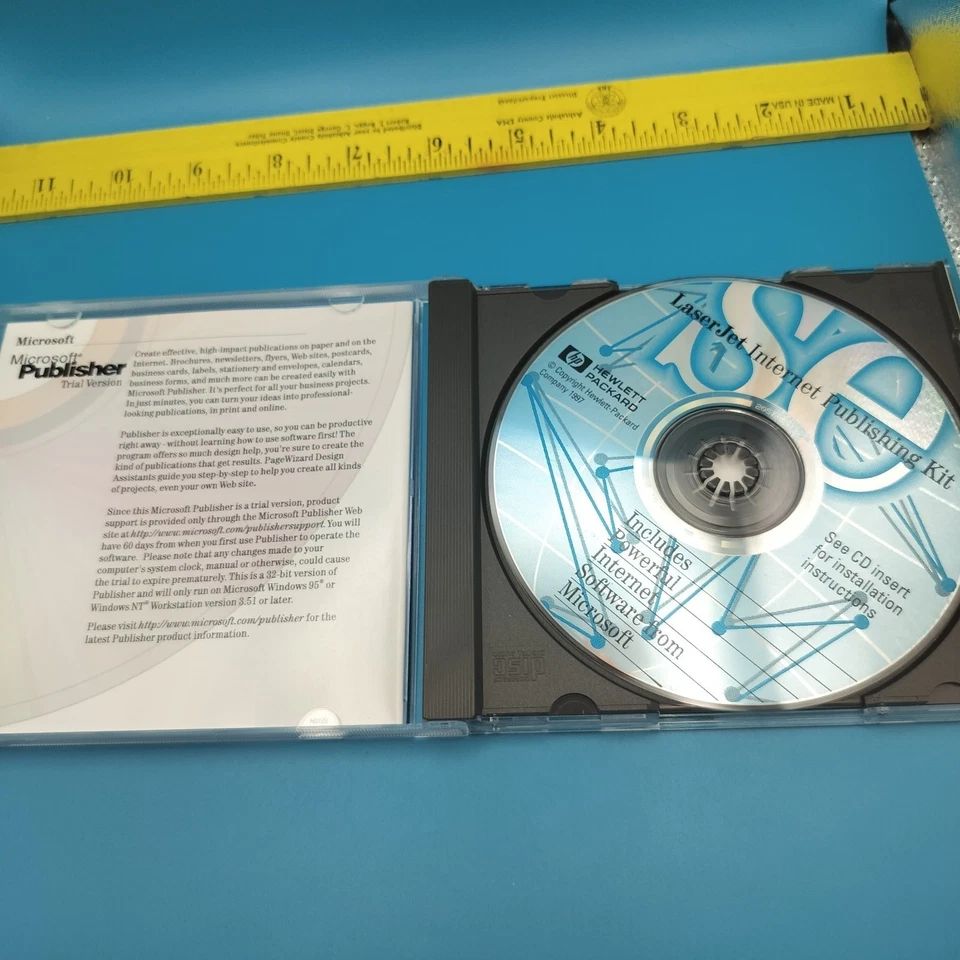 MADE IN USA
1
2
3
4
5
6
7
8
9
10
11
Ashtabula County DHIA
Microsoft
Microsoft®
Publisher
Trial Version
Create effective, high-impact publications on paper and on the
Internet. Brochures, newsletters, flyers, Web sites, postcards,
business cards, labels, stationery and envelopes, calendars,
business forms, and much more can be created easily with
Microsoft Publisher. It's perfect for all your business projects.
In just minutes, you can turn your ideas into professional-
looking publications, in print and online.
Publisher is exceptionally easy to use, so you can be productive
right away--without learning how to use software first! The
program offers so much design help, you're sure to create the
kind of publications that get results. PageWizard Design
Assistants guide you step-by-step to help you create all kinds
of projects, even your own Web site.
Since this Microsoft Publisher is a trial version, product
support is provided only through the Microsoft Publisher Web
site at http://www.microsoft.com/publishersupport. You will
have 60 days from when you first use Publisher to operate the
software. Please note that any changes made to your
computer's system clock, manual or otherwise, could cause
the trial to expire prematurely. This is a 32-bit version of
Publisher and will only run on Microsoft Windows 95® or
Windows NT® Workstation version 3.51 or later.
Please visit http://www.microsoft.com/publisher for the
latest Publisher product information.
LaserJet Internet Publishing Kit
1
hp HEWLETT
PACKARD
© Copyright Hewlett-Packard
Company 1997
Includes
Powerful
Internet
Software from
Microsoft
See CD insert
for installation
instructions
disc